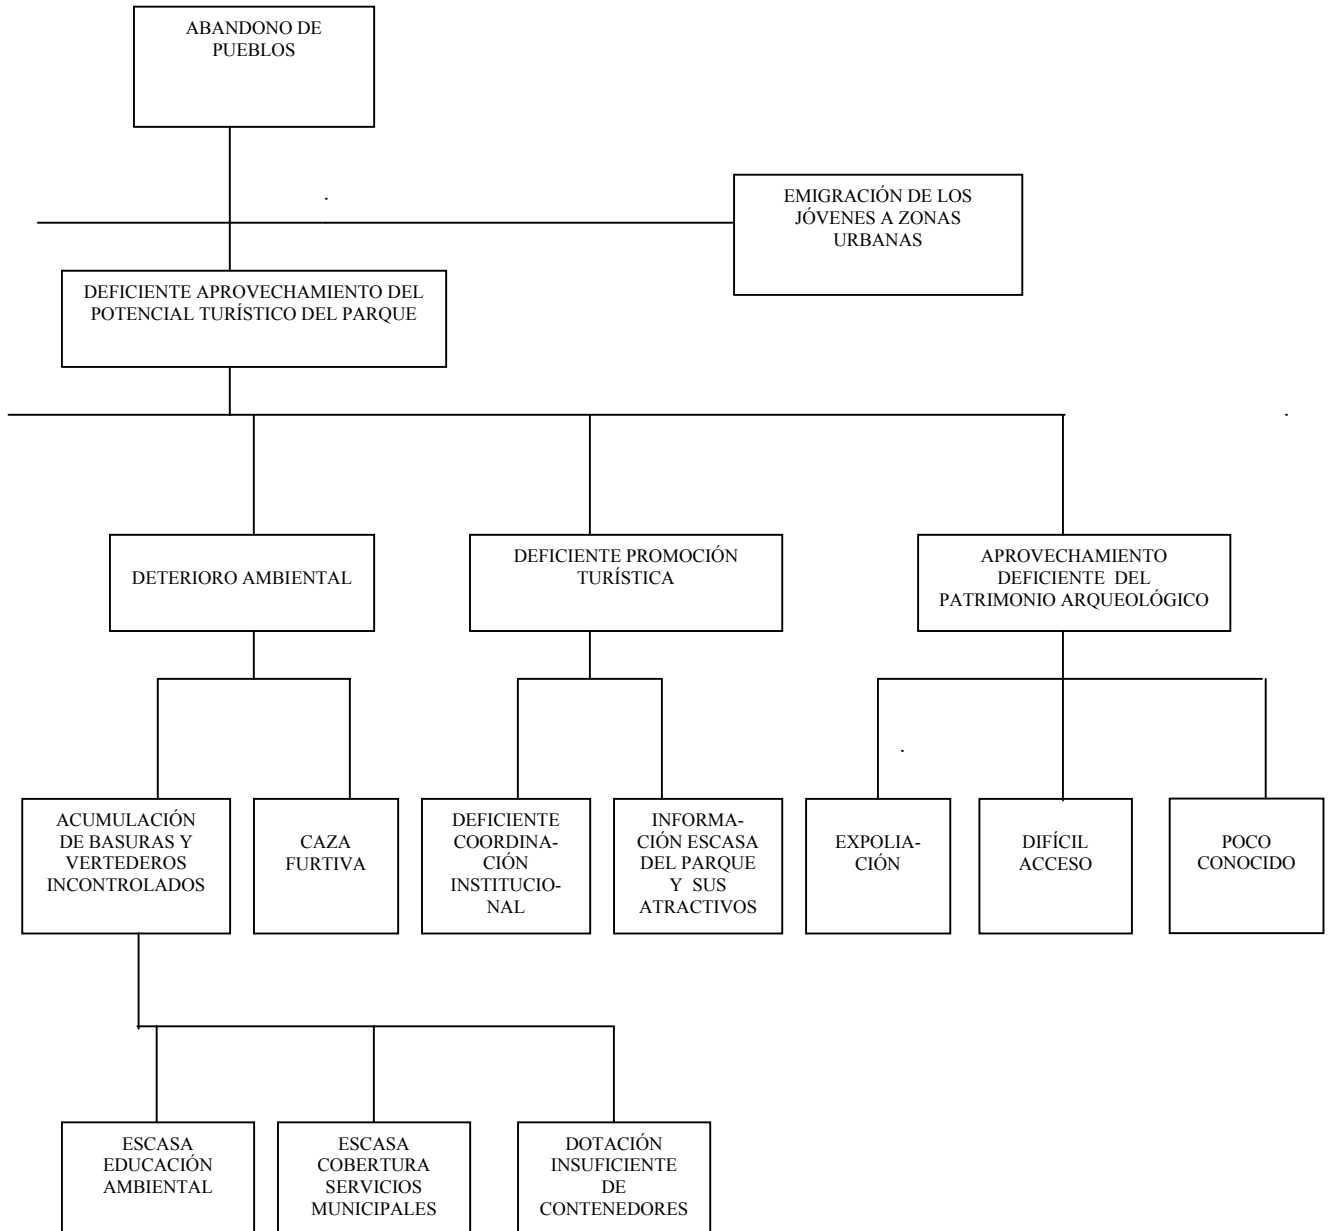 ABANDONO DE
PUEBLOS
EMIGRACIÓN DE LOS
JÓVENES A ZONAS
URBANAS
DEFICIENTE APROVECHAMIENTO DEL
POTENCIAL TURÍSTICO DEL PARQUE
DETERIORO AMBIENTAL
DEFICIENTE PROMOCIÓN
TURÍSTICA
APROVECHAMIENTO
DEFICIENTE DEL
PATRIMONIO ARQUEOLÓGICO
ACUMULACIÓN
DE BASURAS Y
VERTEDEROS
INCONTROLADOS
CAZA
FURTIVA
DEFICIENTE
COORDINA-
CIÓN
INSTITUCIO-
NAL
INFORMA-
CIÓN ESCASA
DEL PARQUE
Y SUS
ATRACTIVOS
EXPOLIA-
CIÓN
DIFÍCIL
ACCESO
POCO
CONOCIDO
ESCASA
EDUCACIÓN
AMBIENTAL
ESCASA
COBERTURA
SERVICIOS
MUNICIPALES
DOTACIÓN
INSUFICIENTE
DE
CONTENEDORES